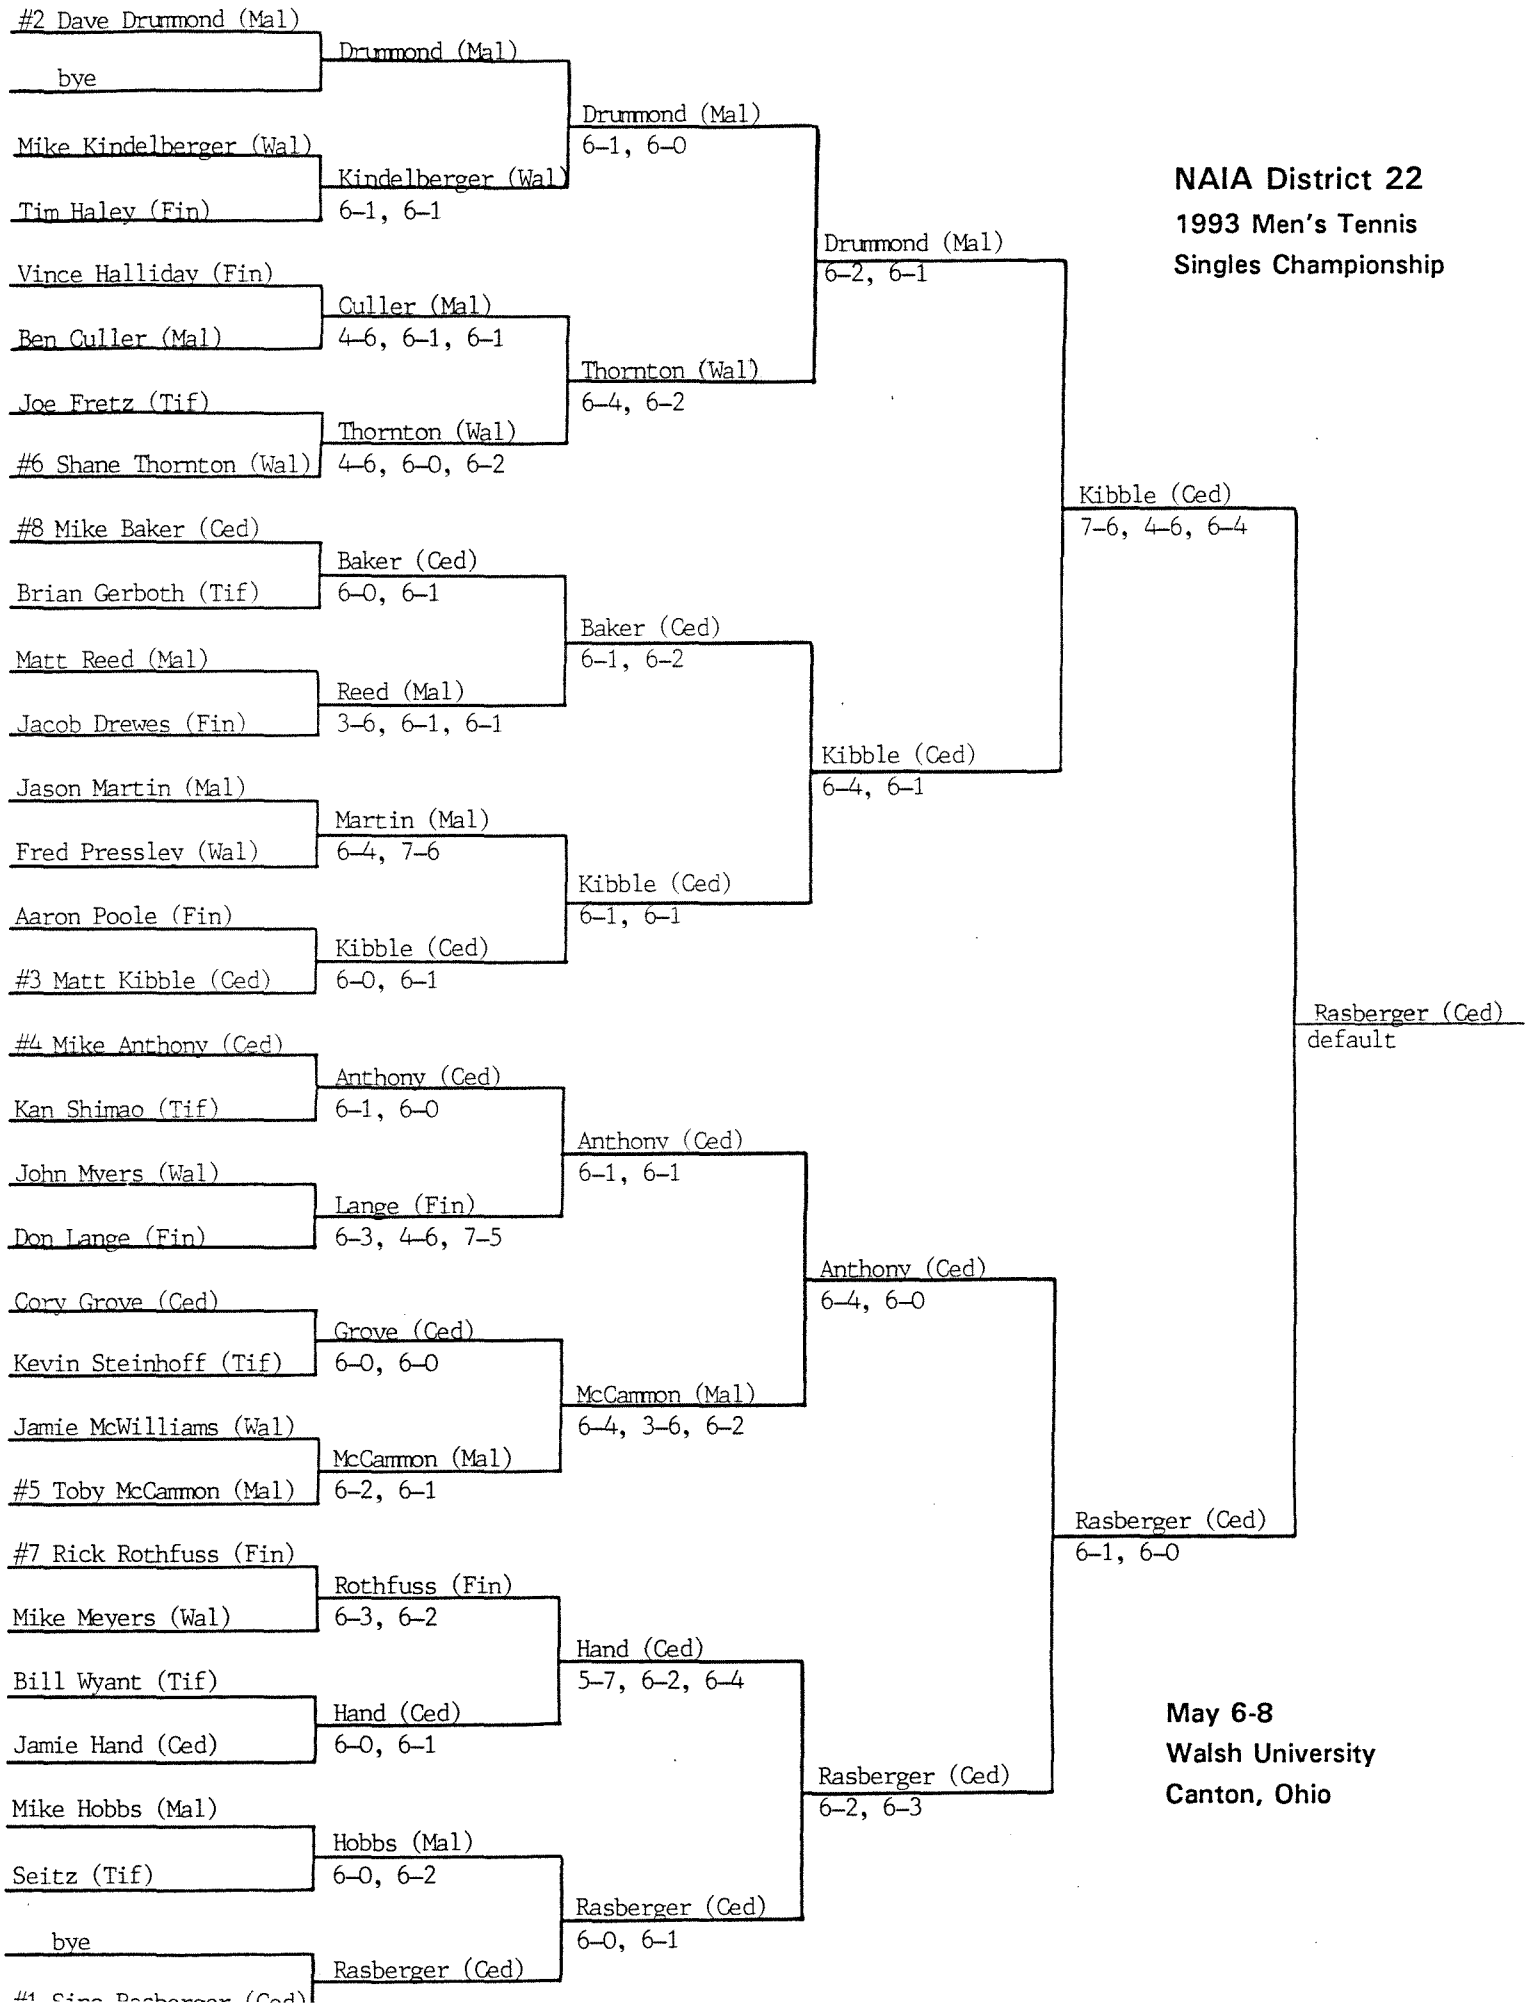 #2 Dave Drummond (Mal)
bye
Mike Kindelberger (Wal)
Tim Haley (Fin)
Vince Halliday (Fin)
Ben Culler (Mal)
Joe Fretz (Tif)
#6 Shane Thornton (Wal)
#8 Mike Baker (Ced)
Brian Gerboth (Tif)
Matt Reed (Mal)
Jacob Drewes (Fin)
Jason Martin (Mal)
Fred Pressley (Wal)
Aaron Poole (Fin)
#3 Matt Kibble (Ced)
#4 Mike Anthony (Ced)
Kan Shimao (Tif)
John Myers (Wal)
Don Lange (Fin)
Cory Grove (Ced)
Kevin Steinhoff (Tif)
Jamie McWilliams (Wal)
#5 Toby McCammon (Mal)
#7 Rick Rothfuss (Fin)
Mike Meyers (Wal)
Bill Wyant (Tif)
Jamie Hand (Ced)
Mike Hobbs (Mal)
Seitz (Tif)
bye
#1 Rasberger (Ced)
Drummond (Mal)
Kindelberger (Wal)
6-1, 6-1
Culler (Mal)
4-6, 6-1, 6-1
Thornton (Wal)
4-6, 6-0, 6-2
Baker (Ced)
6-0, 6-1
Reed (Mal)
3-6, 6-1, 6-1
Martin (Mal)
6-4, 7-6
Kibble (Ced)
6-0, 6-1
Anthony (Ced)
6-1, 6-0
Lange (Fin)
6-3, 4-6, 7-5
Grove (Ced)
6-0, 6-0
McCammon (Mal)
6-2, 6-1
Rothfuss (Fin)
6-3, 6-2
Hand (Ced)
6-0, 6-1
Hobbs (Mal)
6-0, 6-2
Rasberger (Ced)
Drummond (Mal)
6-1, 6-0
Thornton (Wal)
6-4, 6-2
Baker (Ced)
6-1, 6-2
Kibble (Ced)
6-1, 6-1
Anthony (Ced)
6-1, 6-1
McCammon (Mal)
6-4, 3-6, 6-2
Hand (Ced)
5-7, 6-2, 6-4
Rasberger (Ced)
6-0, 6-1
Drummond (Mal)
6-2, 6-1
Kibble (Ced)
6-4, 6-1
Anthony (Ced)
6-4, 6-0
Rasberger (Ced)
6-2, 6-3
Kibble (Ced)
7-6, 4-6, 6-4
Rasberger (Ced)
6-1, 6-0
Rasberger (Ced)
default
NAIA District 22
1993 Men's Tennis
Singles Championship
May 6-8
Walsh University
Canton, Ohio